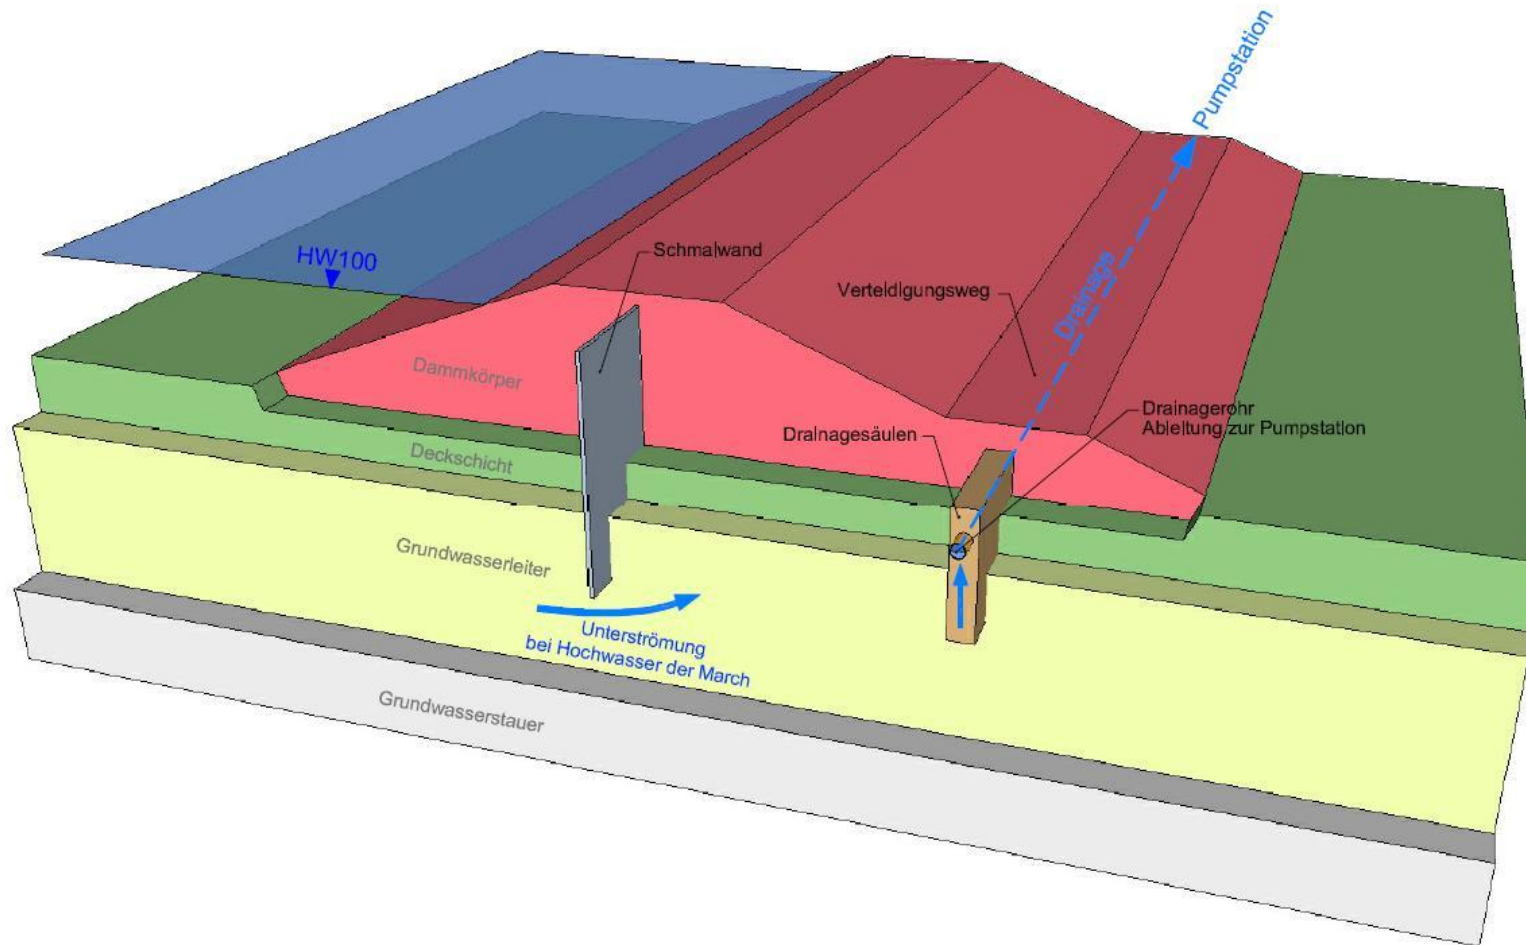 Pumpstation
HW100
Schmalwand
Verteidigungsweg
Drainage
Dammkörper
Drainagesäulen
Drainagerohr
Ableitung zur Pumpstation
Deckschicht
Grundwasserleiter
Unterströmung
bei Hochwasser der March
Grundwasserstauer